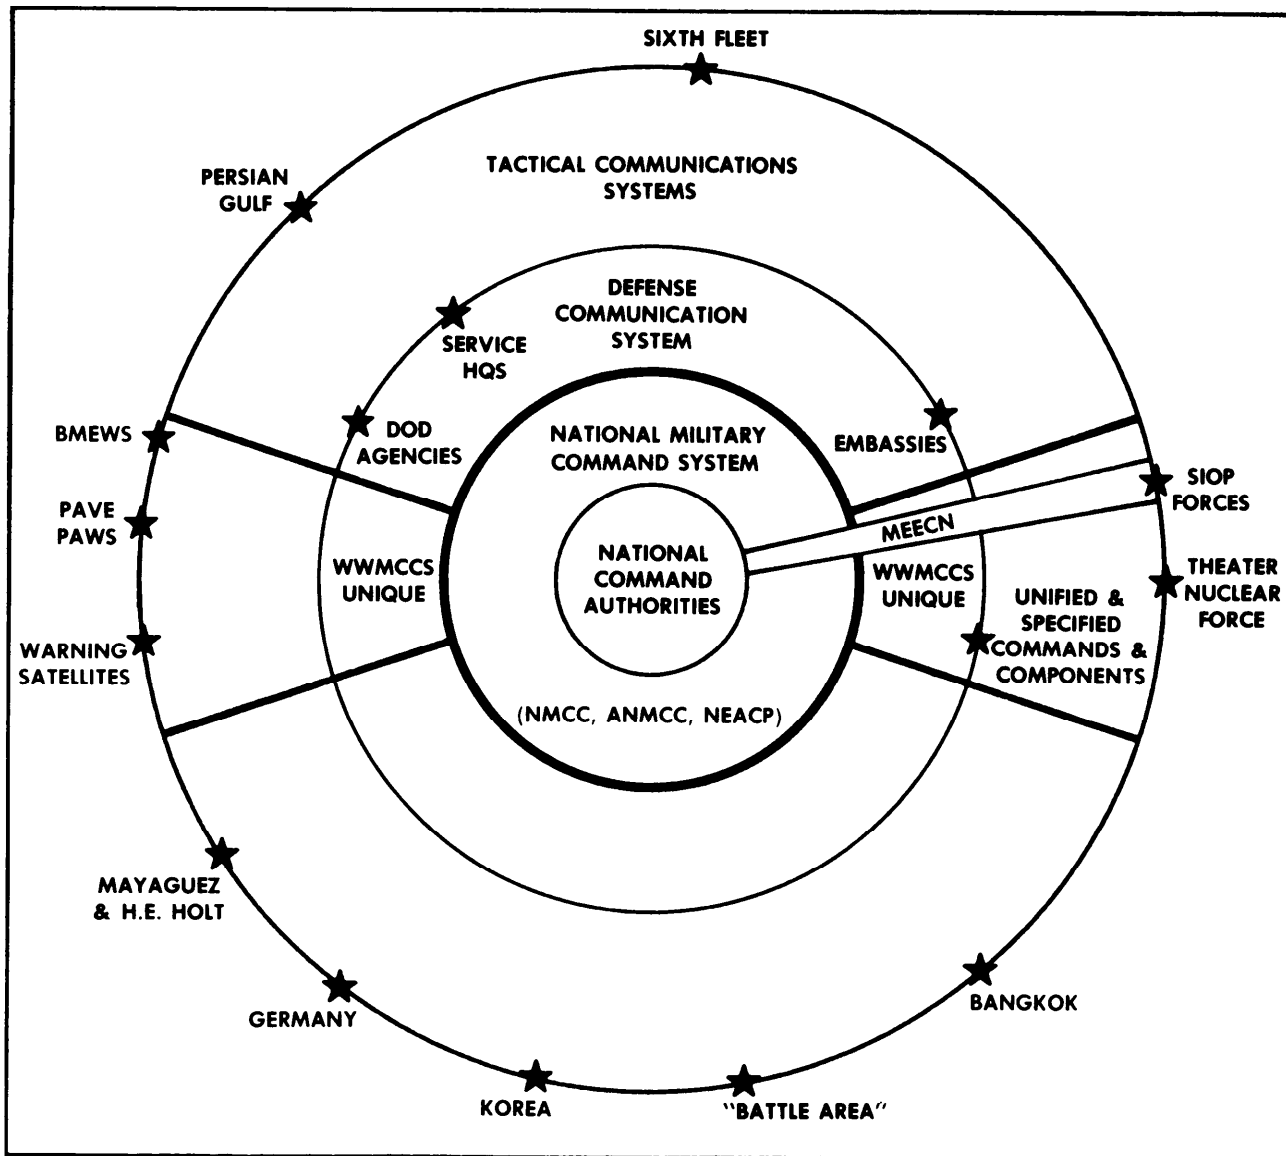 SIXTH FLEET
TACTICAL COMMUNICATIONS
SYSTEMS
PERSIAN
GULF
DEFENSE
COMMUNICATION
SYSTEM
SERVICE
HQS
DOD
AGENCIES
EMBASSIES
NATIONAL MILITARY
COMMAND SYSTEM
BMEWS
PAVE
PAWS
WARNING
SATELLITES
WWMCCS
UNIQUE
NATIONAL
COMMAND
AUTHORITIES
MEECN
WWMCCS
UNIQUE
SIOP
FORCES
THEATER
NUCLEAR
FORCE
UNIFIED &
SPECIFIED
COMMANDS &
COMPONENTS
(NMCC, ANMCC, NEACP)
MAYAGUEZ
& H.E. HOLT
GERMANY
KOREA
"BATTLE AREA"
BANGKOK